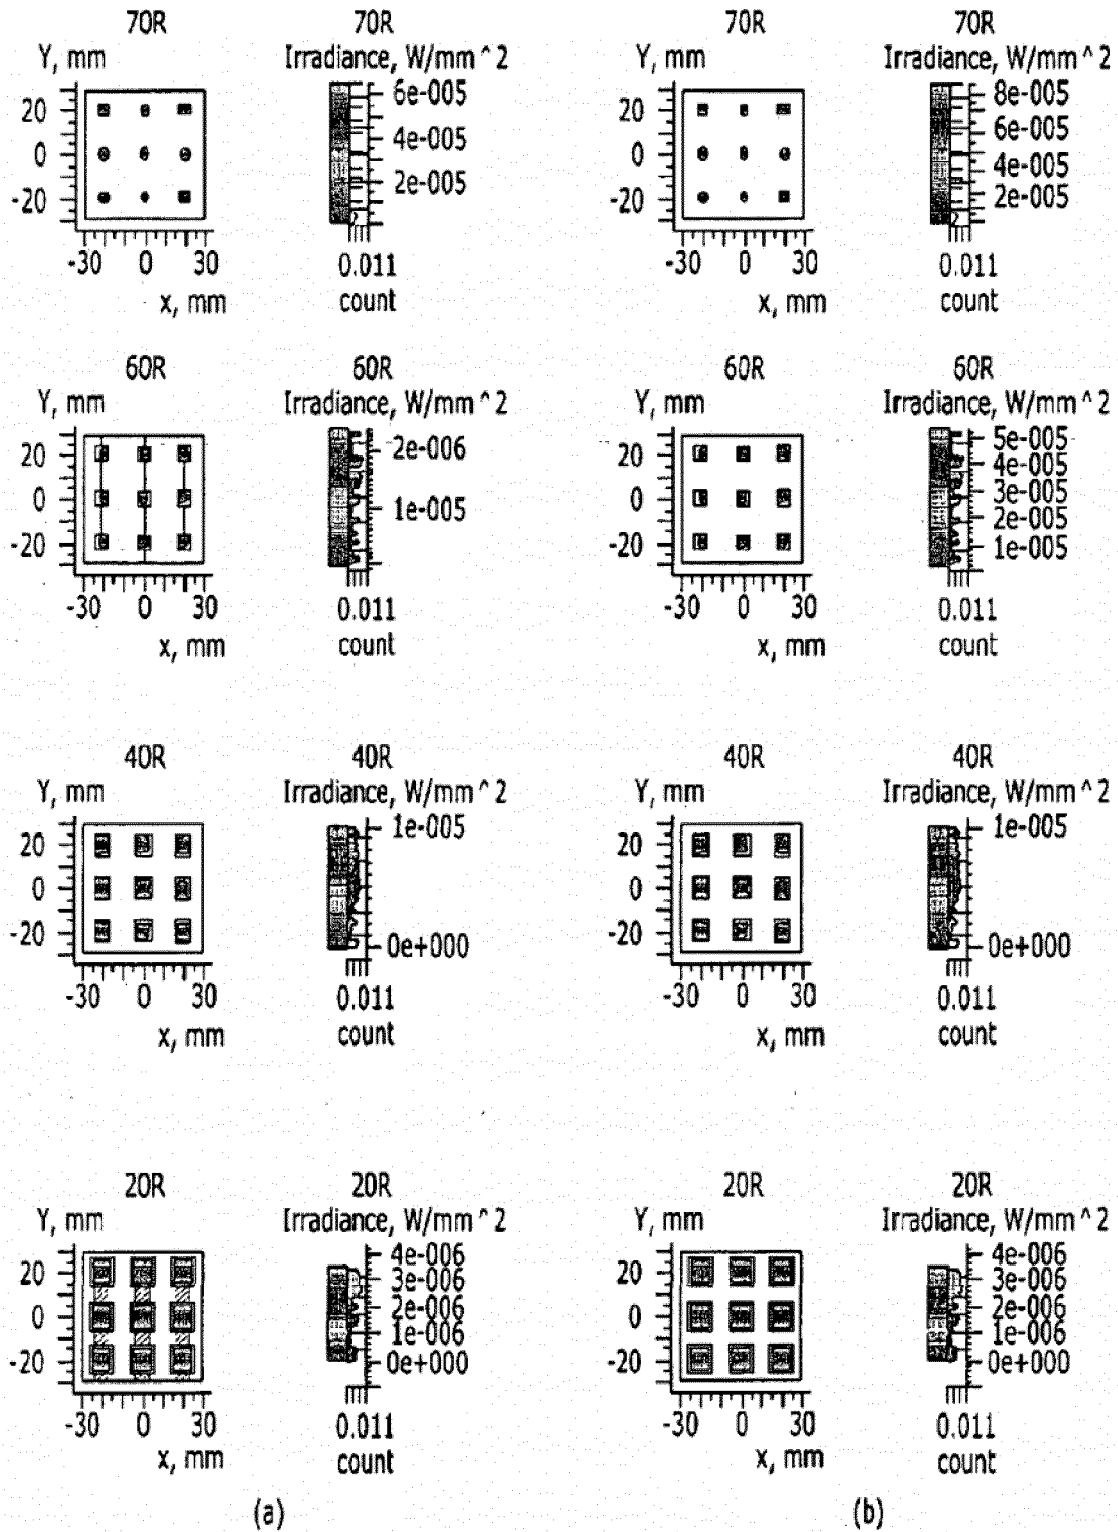 70R
Y, mm
20
0
-20
-30 0 30
x, mm
70R
Irradiance, W/mm^2
6e-005
4e-005
2e-005
0.011
count
70R
Y, mm
20
0
-20
-30 0 30
x, mm
70R
Irradiance, W/mm^2
8e-005
6e-005
4e-005
2e-005
0.011
count
60R
Y, mm
20
0
-20
-30 0 30
x, mm
60R
Irradiance, W/mm^2
2e-006
1e-005
0.011
count
60R
Y, mm
20
0
-20
-30 0 30
x, mm
60R
Irradiance, W/mm^2
5e-005
4e-005
3e-005
2e-005
1e-005
0.011
count
40R
Y, mm
20
0
-20
-30 0 30
x, mm
40R
Irradiance, W/mm^2
1e-005
0e+000
0.011
count
40R
Y, mm
20
0
-20
-30 0 30
x, mm
40R
Irradiance, W/mm^2
1e-005
0e+000
0.011
count
20R
Y, mm
20
0
-20
-30 0 30
x, mm
20R
Irradiance, W/mm^2
4e-006
3e-006
2e-006
1e-006
0e+000
0.011
count
20R
Y, mm
20
0
-20
-30 0 30
x, mm
20R
Irradiance, W/mm^2
4e-006
3e-006
2e-006
1e-006
0e+000
0.011
count
(a)
(b)